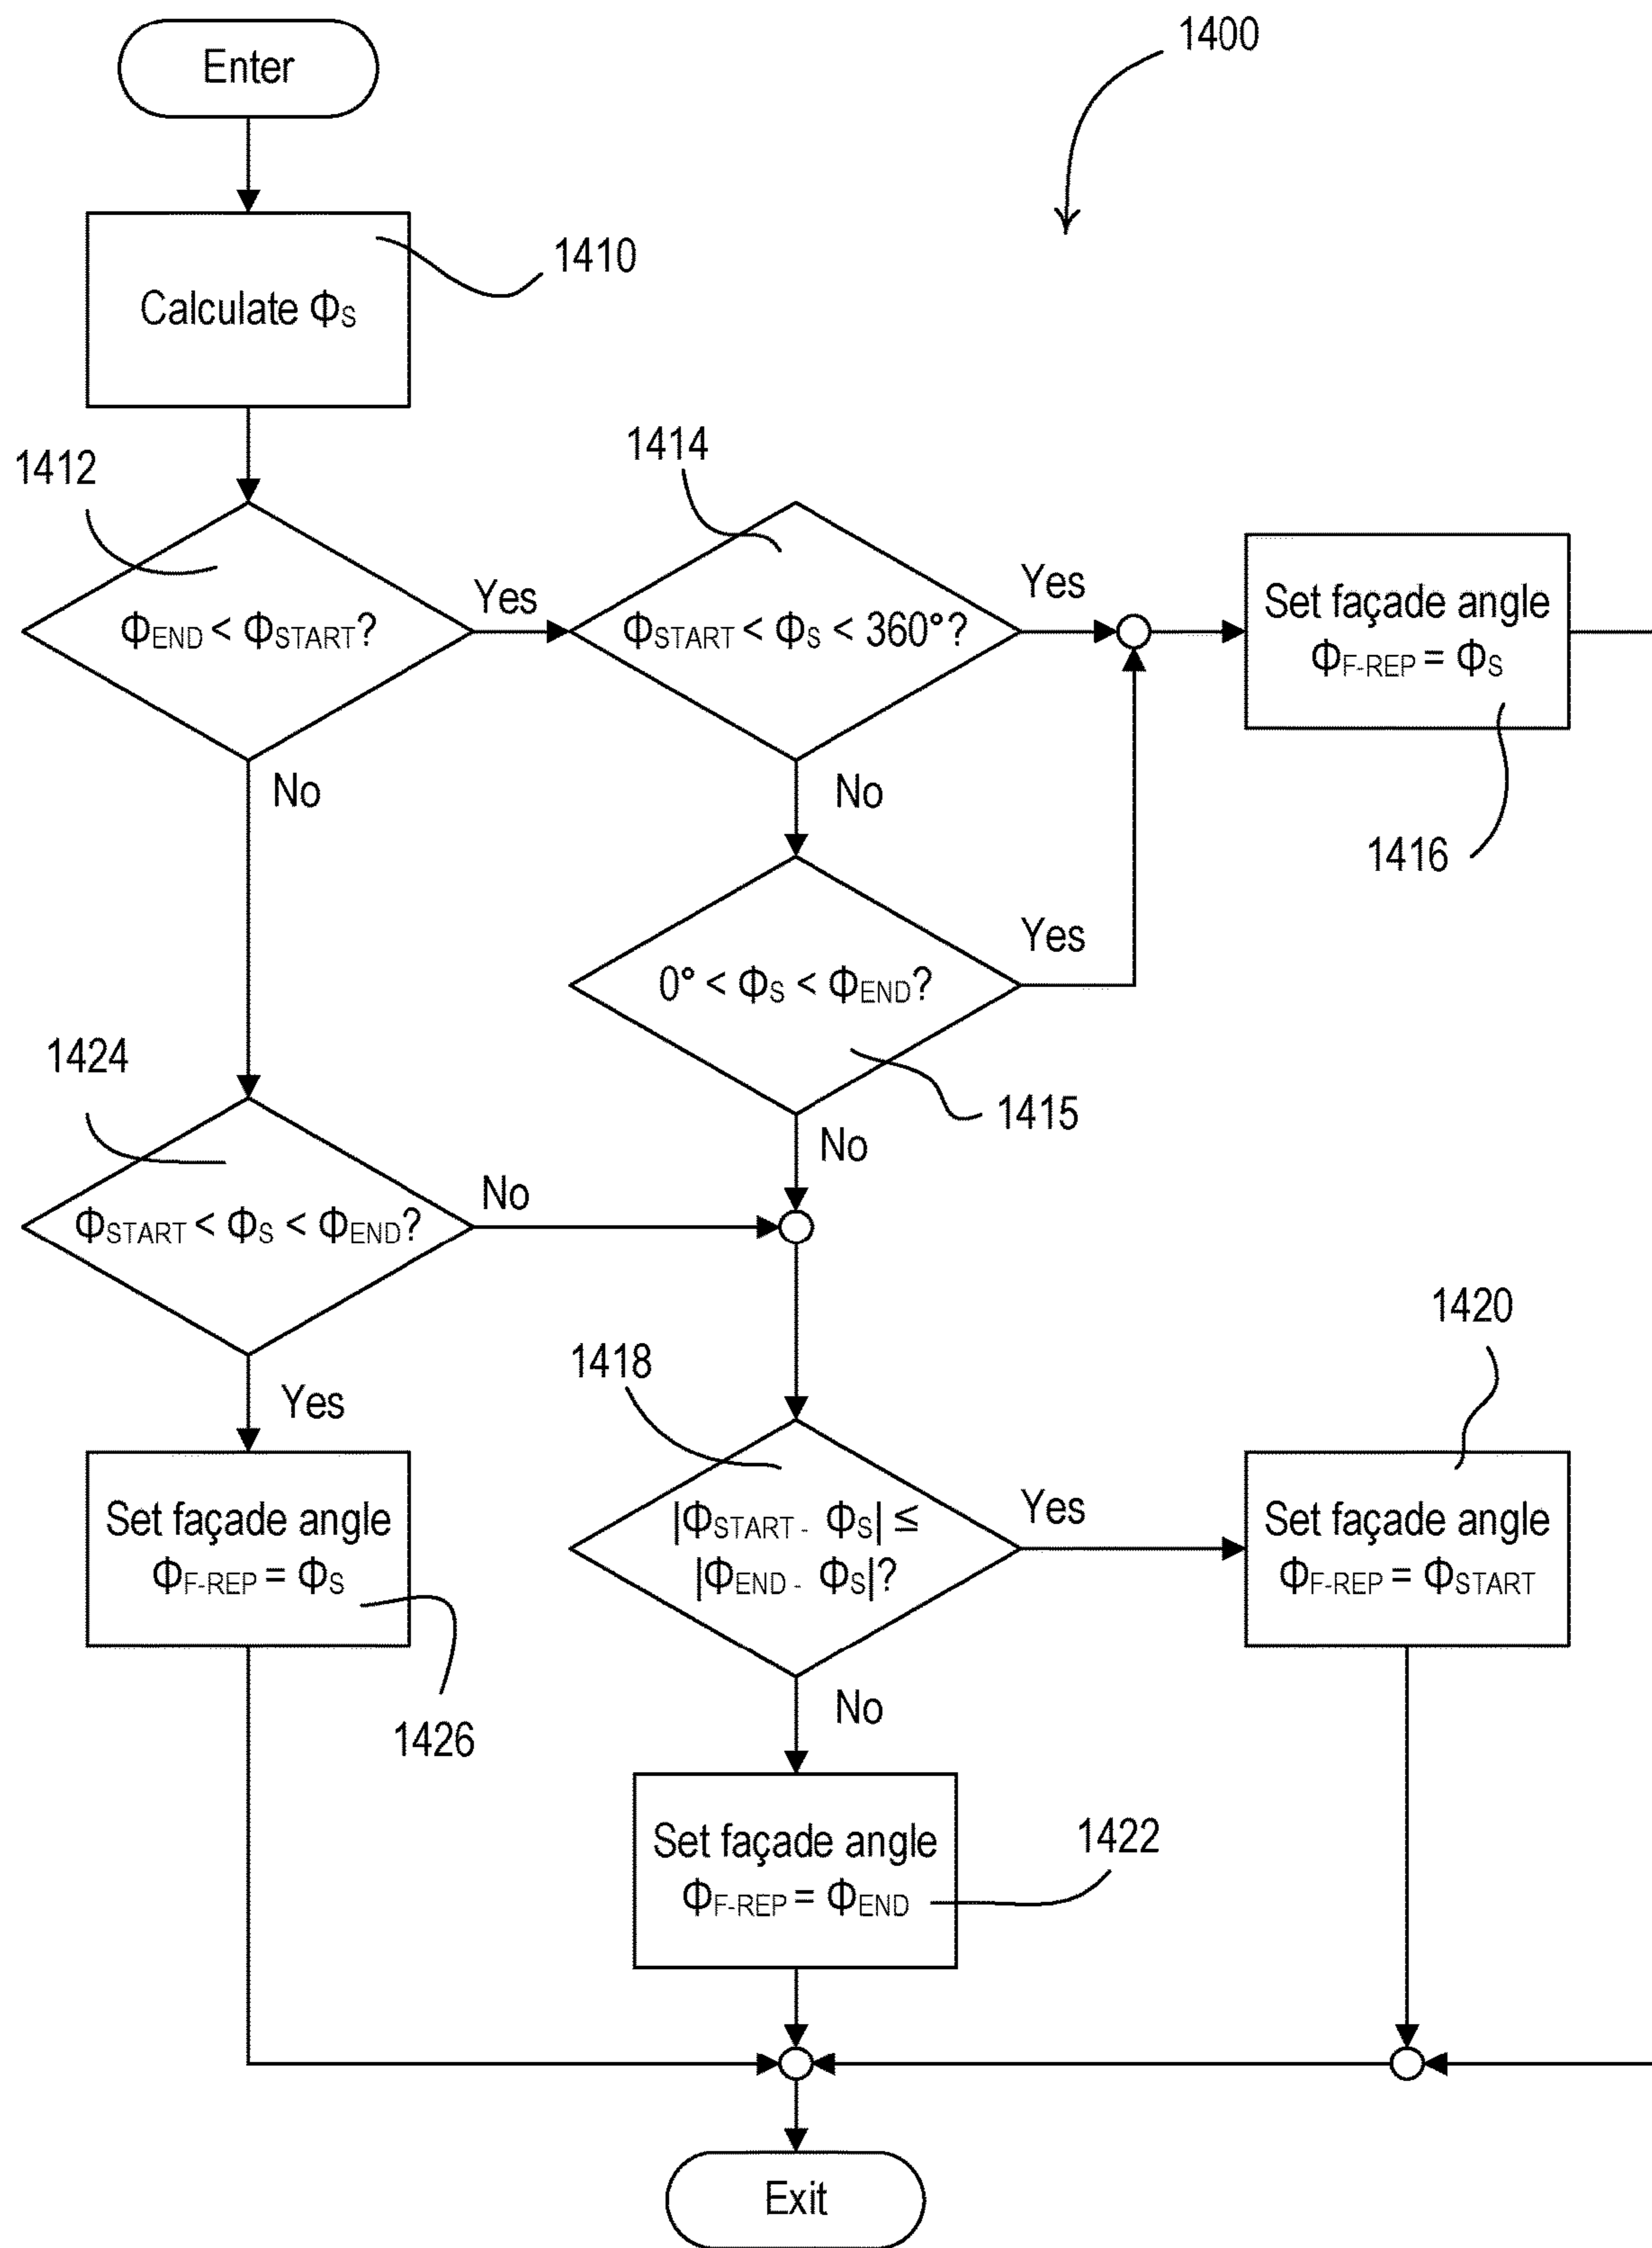 Enter
1400
1410
Calculate ΦS
1412
1414
ΦEND < ΦSTART?
Yes
ΦSTART < ΦS < 360°?
Yes
Set façade angle
ΦF-REP = ΦS
1416
No
No
0° < ΦS < ΦEND?
Yes
1415
No
1424
ΦSTART < ΦS < ΦEND?
No
Yes
1418
1420
Set façade angle
ΦF-REP = ΦS
1426
|ΦSTART - ΦS| ≤
|ΦEND - ΦS|?
Yes
Set façade angle
ΦF-REP = ΦSTART
No
Set façade angle
ΦF-REP = ΦEND
1422
Exit